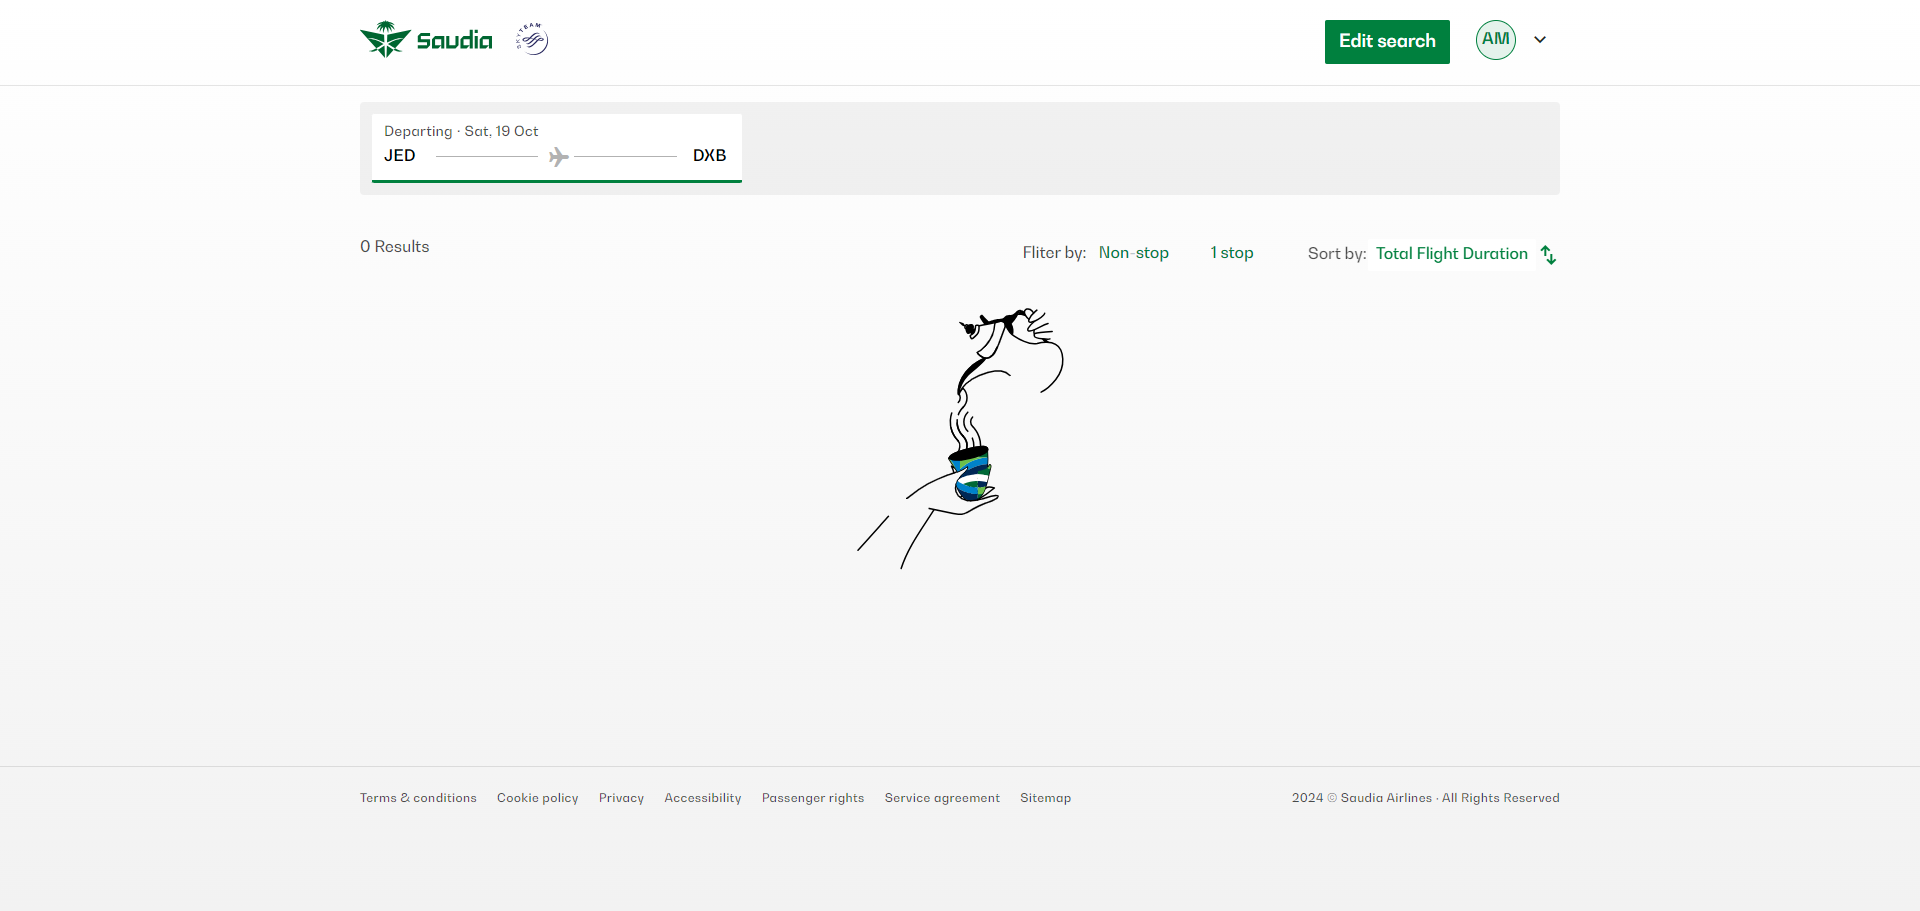 Saudia
SKYTEAM
Edit search
AM
Departing · Sat, 19 Oct
JED
DXB
0 Results
Fliter by:
Non-stop
1 stop
Sort by:
Total Flight Duration
Terms & conditions
Cookie policy
Privacy
Accessibility
Passenger rights
Service agreement
Sitemap
2024 © Saudia Airlines · All Rights Reserved